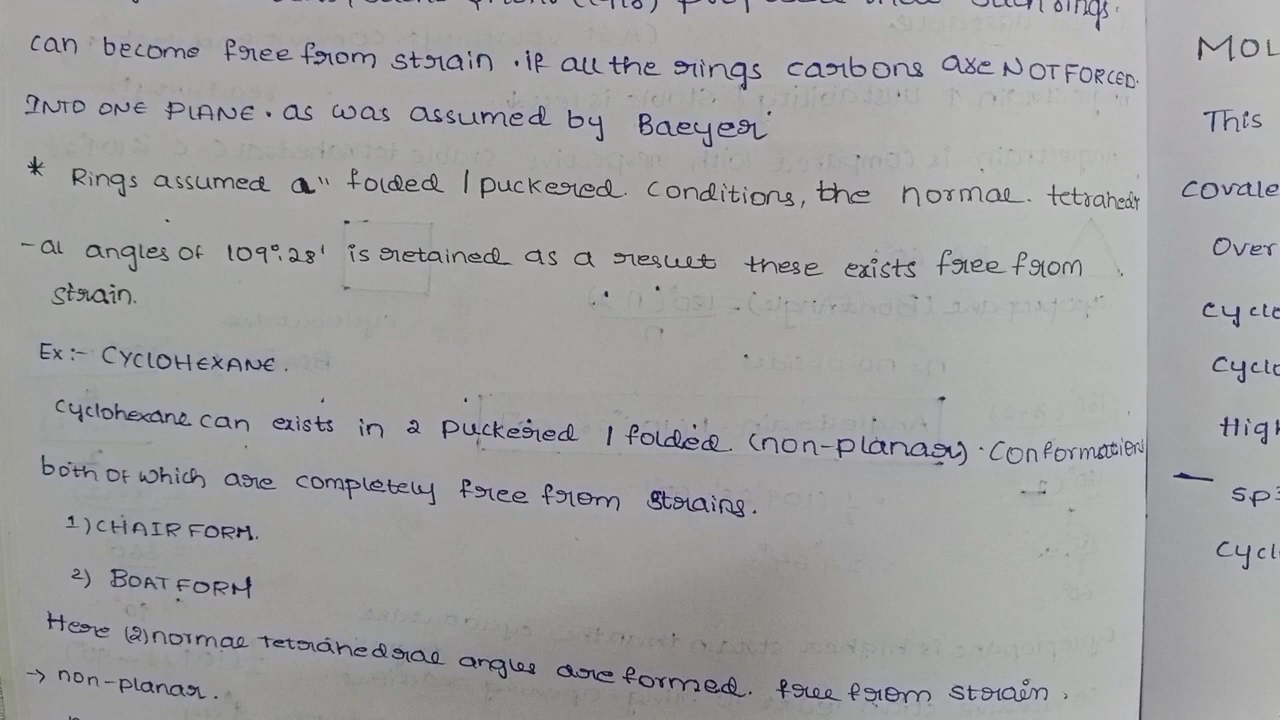 can become free from strain . if all the rings carbons are NOT FORCED
INTO ONE PLANE . as was assumed by Baeyer
* Rings assumed a" folded / puckered. conditions, the normal. tetrahedr
-al angles of 109°.28' is retained as a result these exists free from
strain.
Ex :- CYCLOHEXANE.
cyclohexane can exists in 2 puckered / folded. (non-planar) . conformation
both of which are completely free from strains.
1) CHAIR FORM.
2) BOAT FORM
Here (2) normal tetrahedral angles are formed. free from strain .
→ non-planar.
MOL
This
covale
Over
cyclo
Cyclo
High
sp3
Cycl